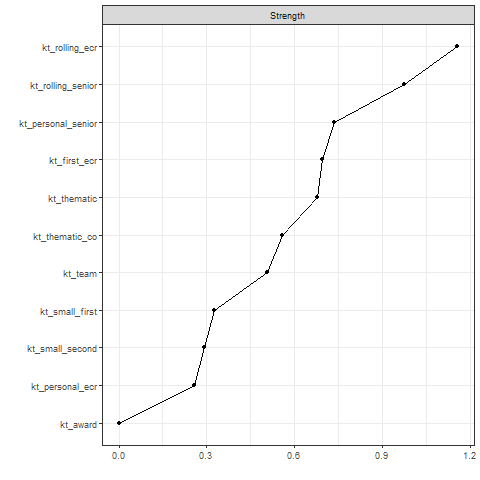 Strength
kt_rolling_ecr
kt_rolling_senior
kt_personal_senior
kt_first_ecr
kt_thematic
kt_thematic_co
kt_team
kt_small_first
kt_small_second
kt_personal_ecr
kt_award
0.0 0.3 0.6 0.9 1.2